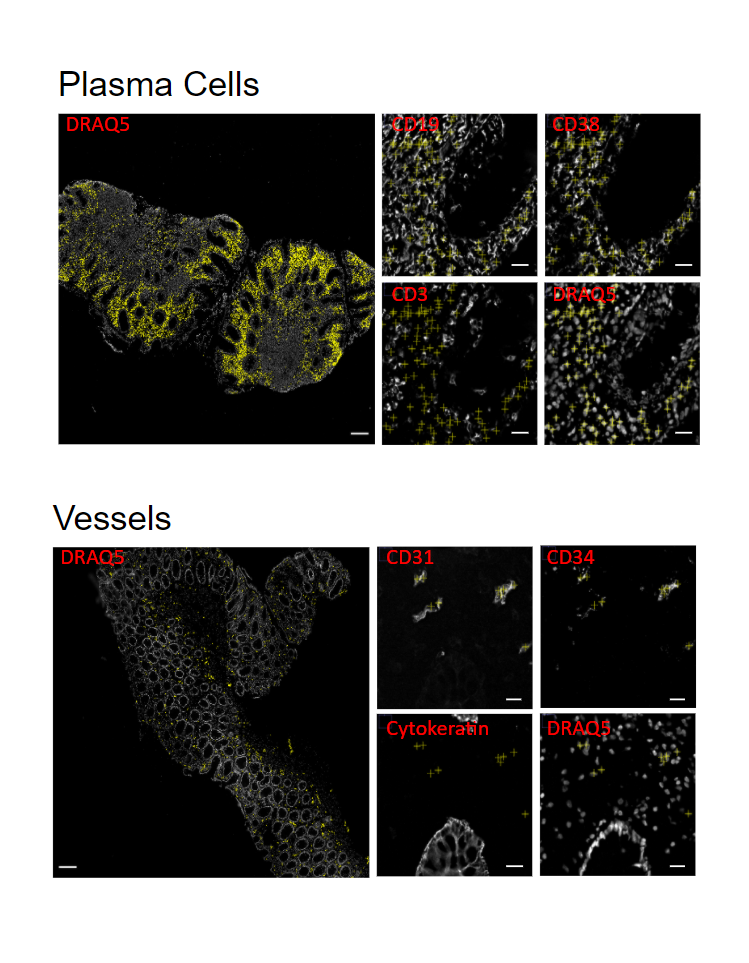 Plasma Cells
DRAQ5
CD19
CD38
CD3
DRAQ5
Vessels
DRAQ5
CD31
CD34
Cytokeratin
DRAQ5